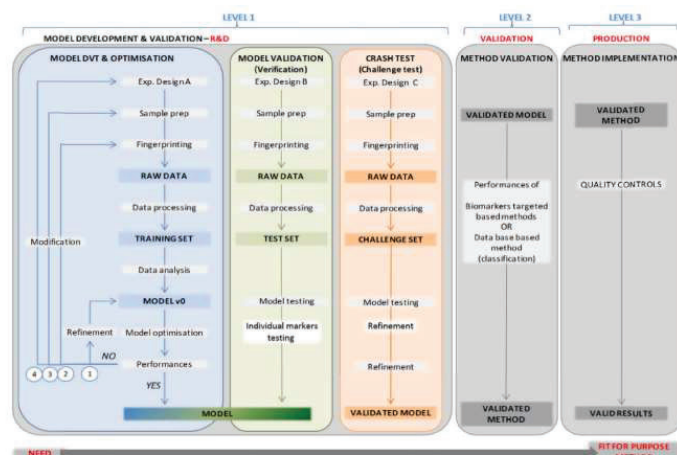 LEVEL 1
LEVEL 2
LEVEL 3
MODEL DEVELOPMENT & VALIDATION – R&D
VALIDATION
PRODUCTION
MODEL DVT & OPTIMISATION
MODEL VALIDATION
(Verification)
CRASH TEST
(Challenge test)
METHOD VALIDATION
METHOD IMPLEMENTATION
Exp. Design A
Sample prep
Fingerprinting
RAW DATA
Data processing
Modification
TRAINING SET
Data analysis
MODEL v0
Refinement
Model optimisation
NO
Performances
4
3
2
1
YES
Exp. Design B
Sample prep
Fingerprinting
RAW DATA
Data processing
TEST SET
Model testing
Individual markers
testing
MODEL
Exp. Design C
Sample prep
Fingerprinting
RAW DATA
Data processing
CHALLENGE SET
Model testing
Refinement
Refinement
VALIDATED MODEL
VALIDATED MODEL
Performances of
Biomarkers targeted
based methods
OR
Data base based
method
(classification)
VALIDATED
METHOD
VALIDATED
METHOD
QUALITY CONTROLS
VALID RESULTS
NEED
FIT FOR PURPOSE